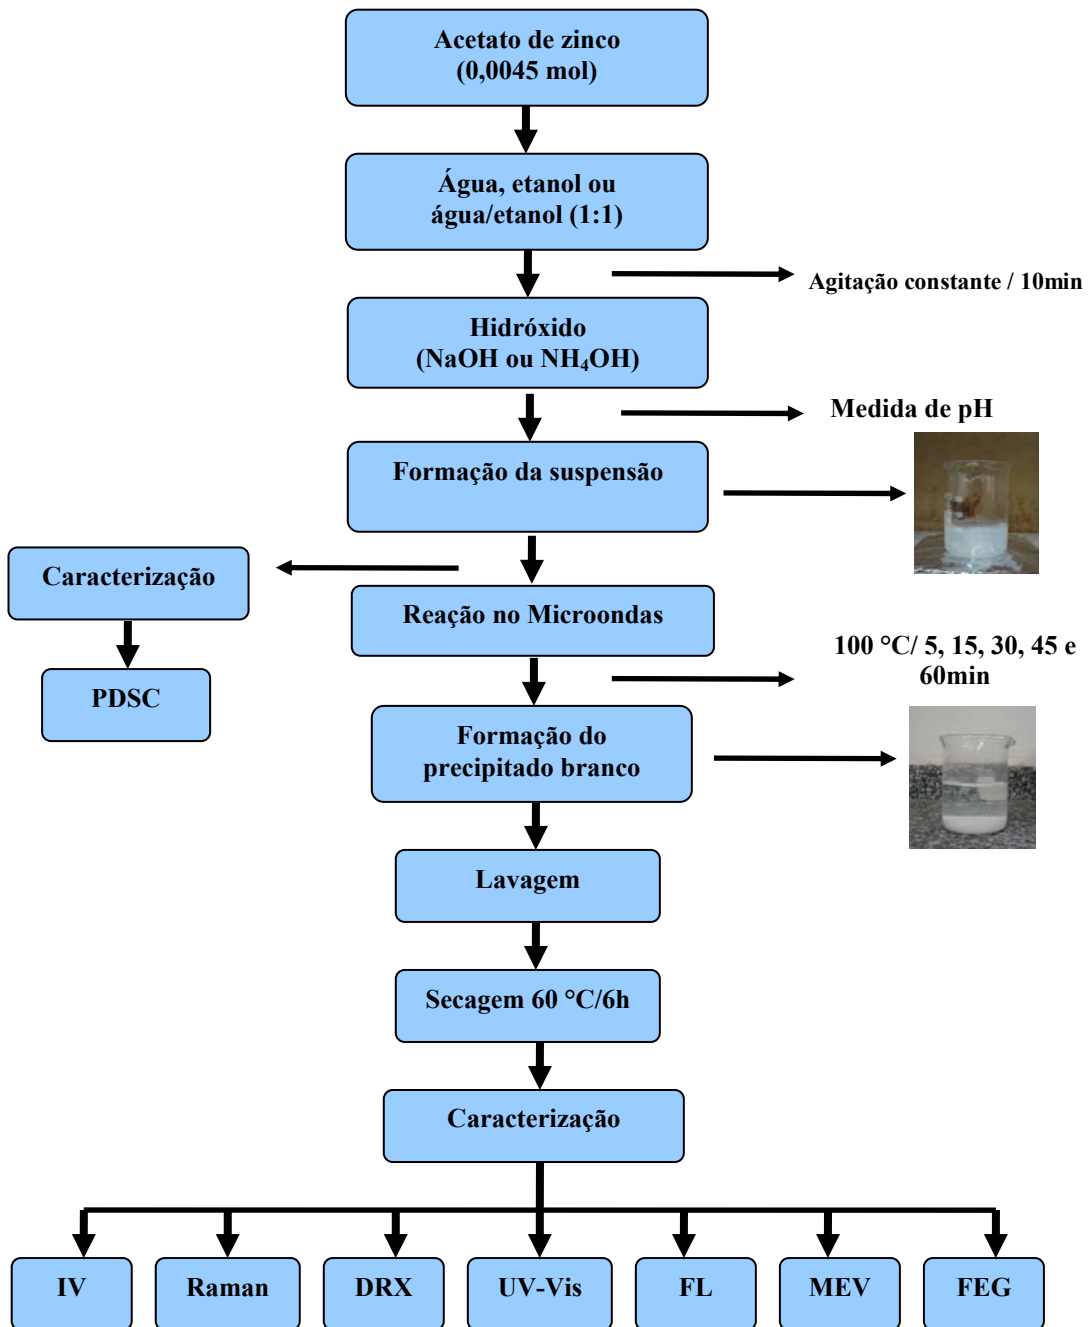 Acetato de zinco
(0,0045 mol)
Água, etanol ou
água/etanol (1:1)
Agitação constante / 10min
Hidróxido
(NaOH ou NH₄OH)
Medida de pH
Formação da suspensão
Caracterização
Reação no Microondas
PDSC
100 °C/ 5, 15, 30, 45 e
60min
Formação do
precipitado branco
Lavagem
Secagem 60 °C/6h
Caracterização
IV
Raman
DRX
UV-Vis
FL
MEV
FEG